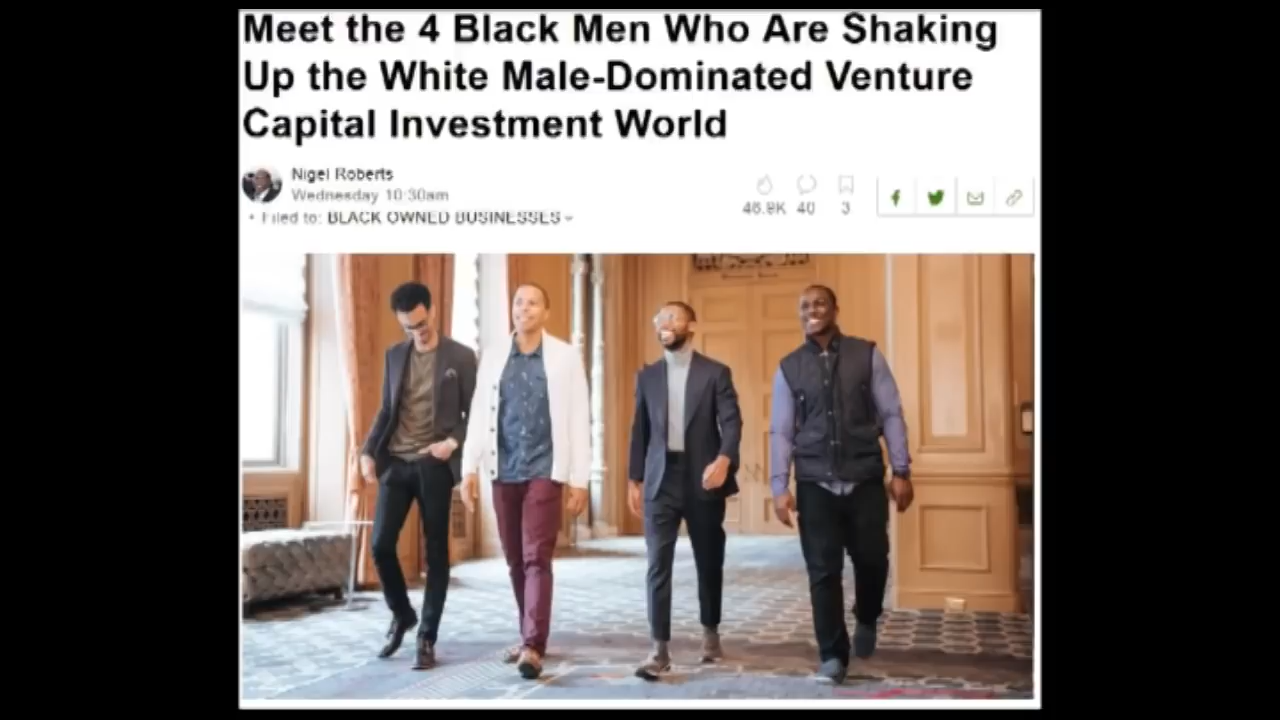 Meet the 4 Black Men Who Are Shaking
Up the White Male-Dominated Venture
Capital Investment World
Nigel Roberts
Wednesday 10:30am
• Filed to: BLACK OWNED BUSINESSES
46.9K 40 3